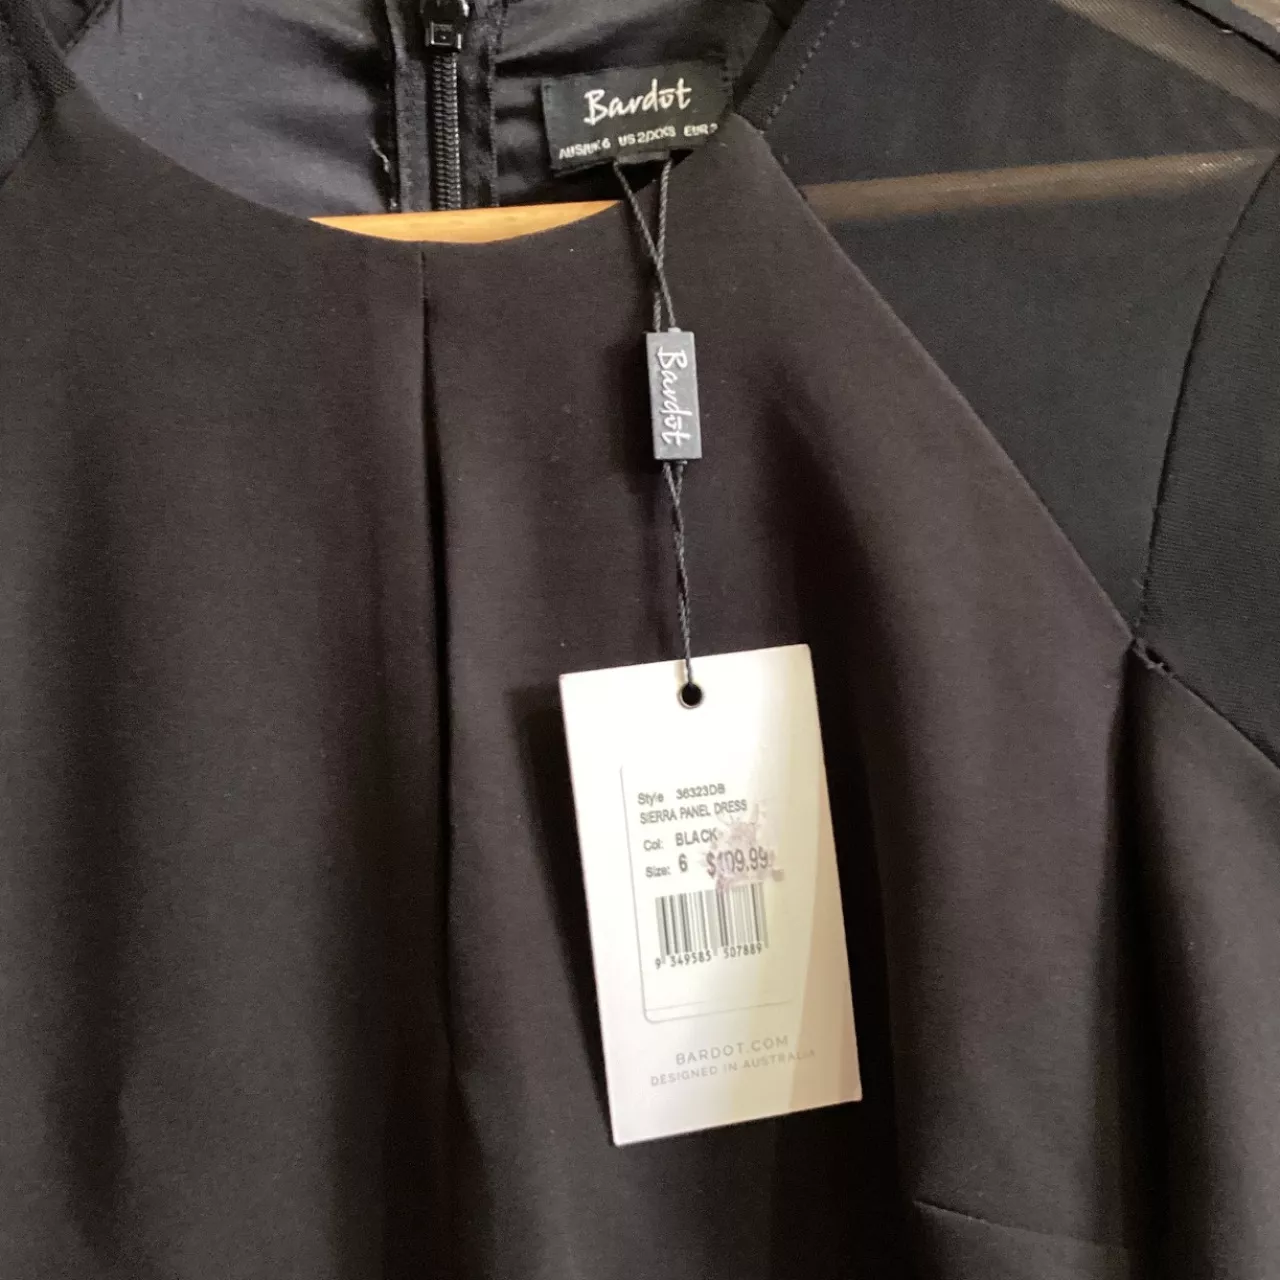 Bardot
AUS/UK 6 US 2/XXS EUR
Bardot
Style 36323DB
SIERRA PANEL DRESS
Col: BLACK
Size: 6 $109.99
9 349585 507889
BARDOT.COM
DESIGNED IN AUSTRALIA